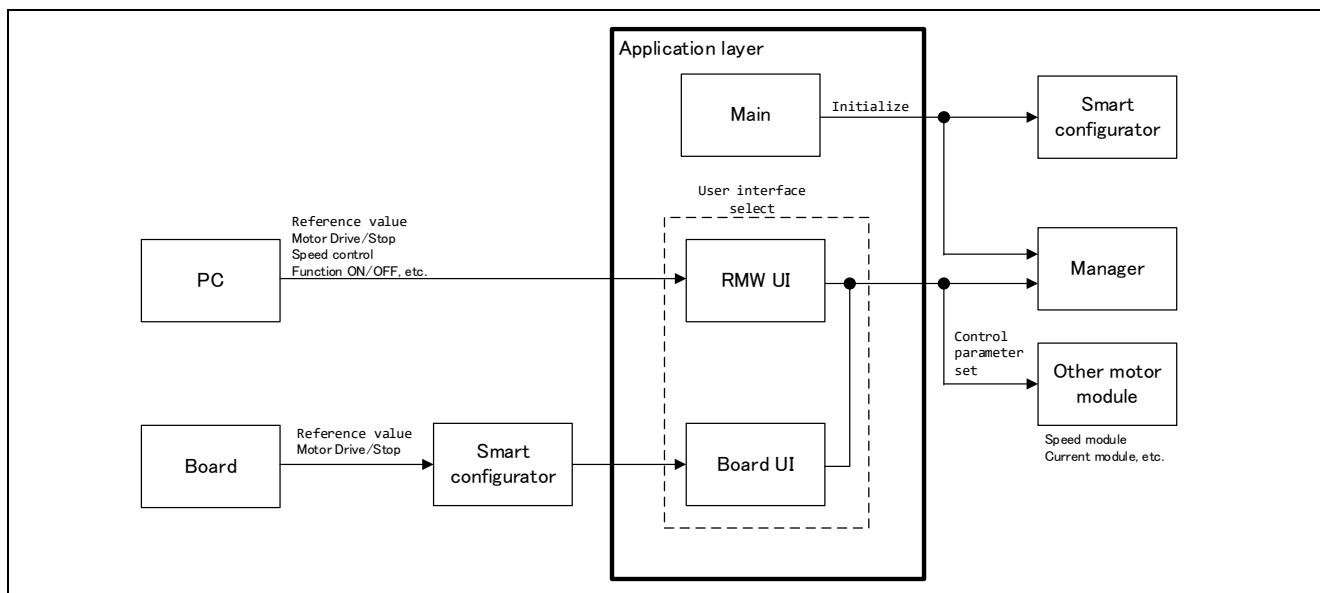 Application layer
Main
Initialize
Smart
configurator
User interface
select
Reference value
Motor Drive/Stop
Speed control
Function ON/OFF, etc.
PC
RMW UI
Manager
Control
parameter
set
Other motor
module
Speed module
Current module, etc.
Reference value
Motor Drive/Stop
Board
Smart
configurator
Board UI